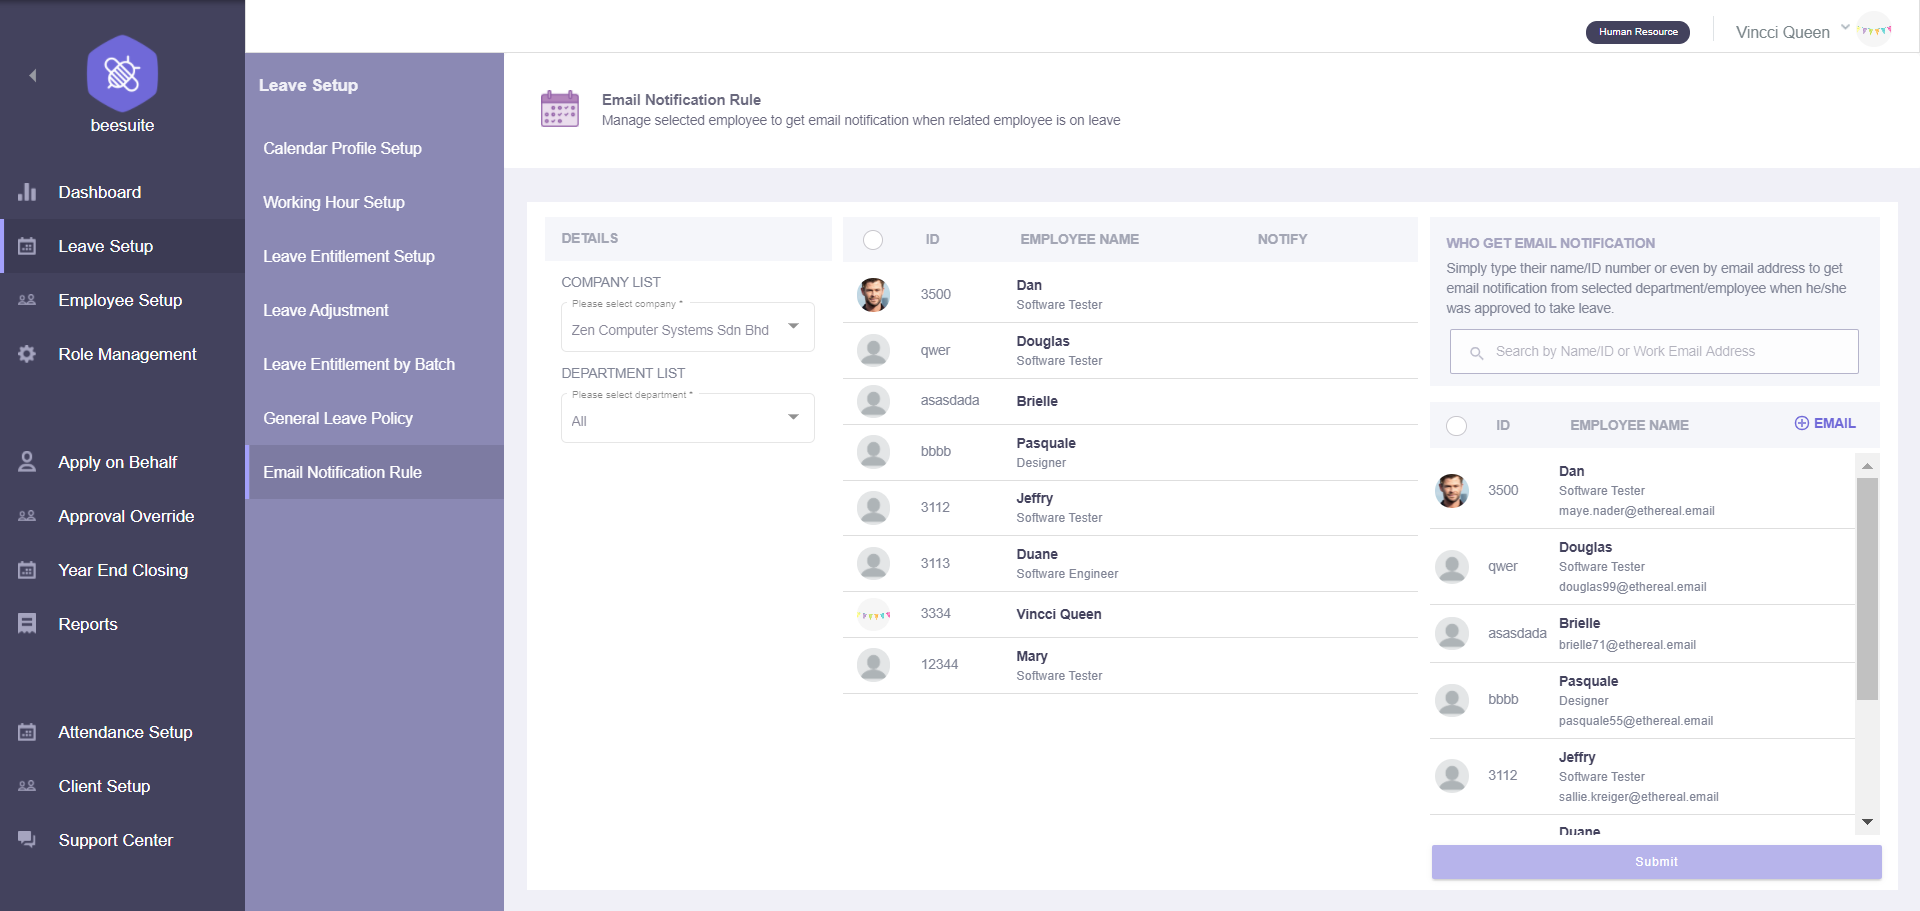 Human Resource
Vincci Queen
beesuite
Dashboard
Leave Setup
Employee Setup
Role Management
Apply on Behalf
Approval Override
Year End Closing
Reports
Attendance Setup
Client Setup
Support Center
Leave Setup
Calendar Profile Setup
Working Hour Setup
Leave Entitlement Setup
Leave Adjustment
Leave Entitlement by Batch
General Leave Policy
Email Notification Rule
Email Notification Rule
Manage selected employee to get email notification when related employee is on leave
DETAILS
COMPANY LIST
Please select company *
Zen Computer Systems Sdn Bhd
DEPARTMENT LIST
Please select department *
All
ID EMPLOYEE NAME NOTIFY
3500 Dan
Software Tester
qwer Douglas
Software Tester
asasdada Brielle
bbbb Pasquale
Designer
3112 Jeffry
Software Tester
3113 Duane
Software Engineer
3334 Vincci Queen
12344 Mary
Software Tester
WHO GET EMAIL NOTIFICATION
Simply type their name/ID number or even by email address to get
email notification from selected department/employee when he/she
was approved to take leave.
Search by Name/ID or Work Email Address
ID EMPLOYEE NAME EMAIL
3500 Dan
Software Tester
maye.nader@ethereal.email
qwer Douglas
Software Tester
douglas99@ethereal.email
asasdada Brielle
brielle71@ethereal.email
bbbb Pasquale
Designer
pasquale55@ethereal.email
3112 Jeffry
Software Tester
sallie.kreiger@ethereal.email
Duane
Submit